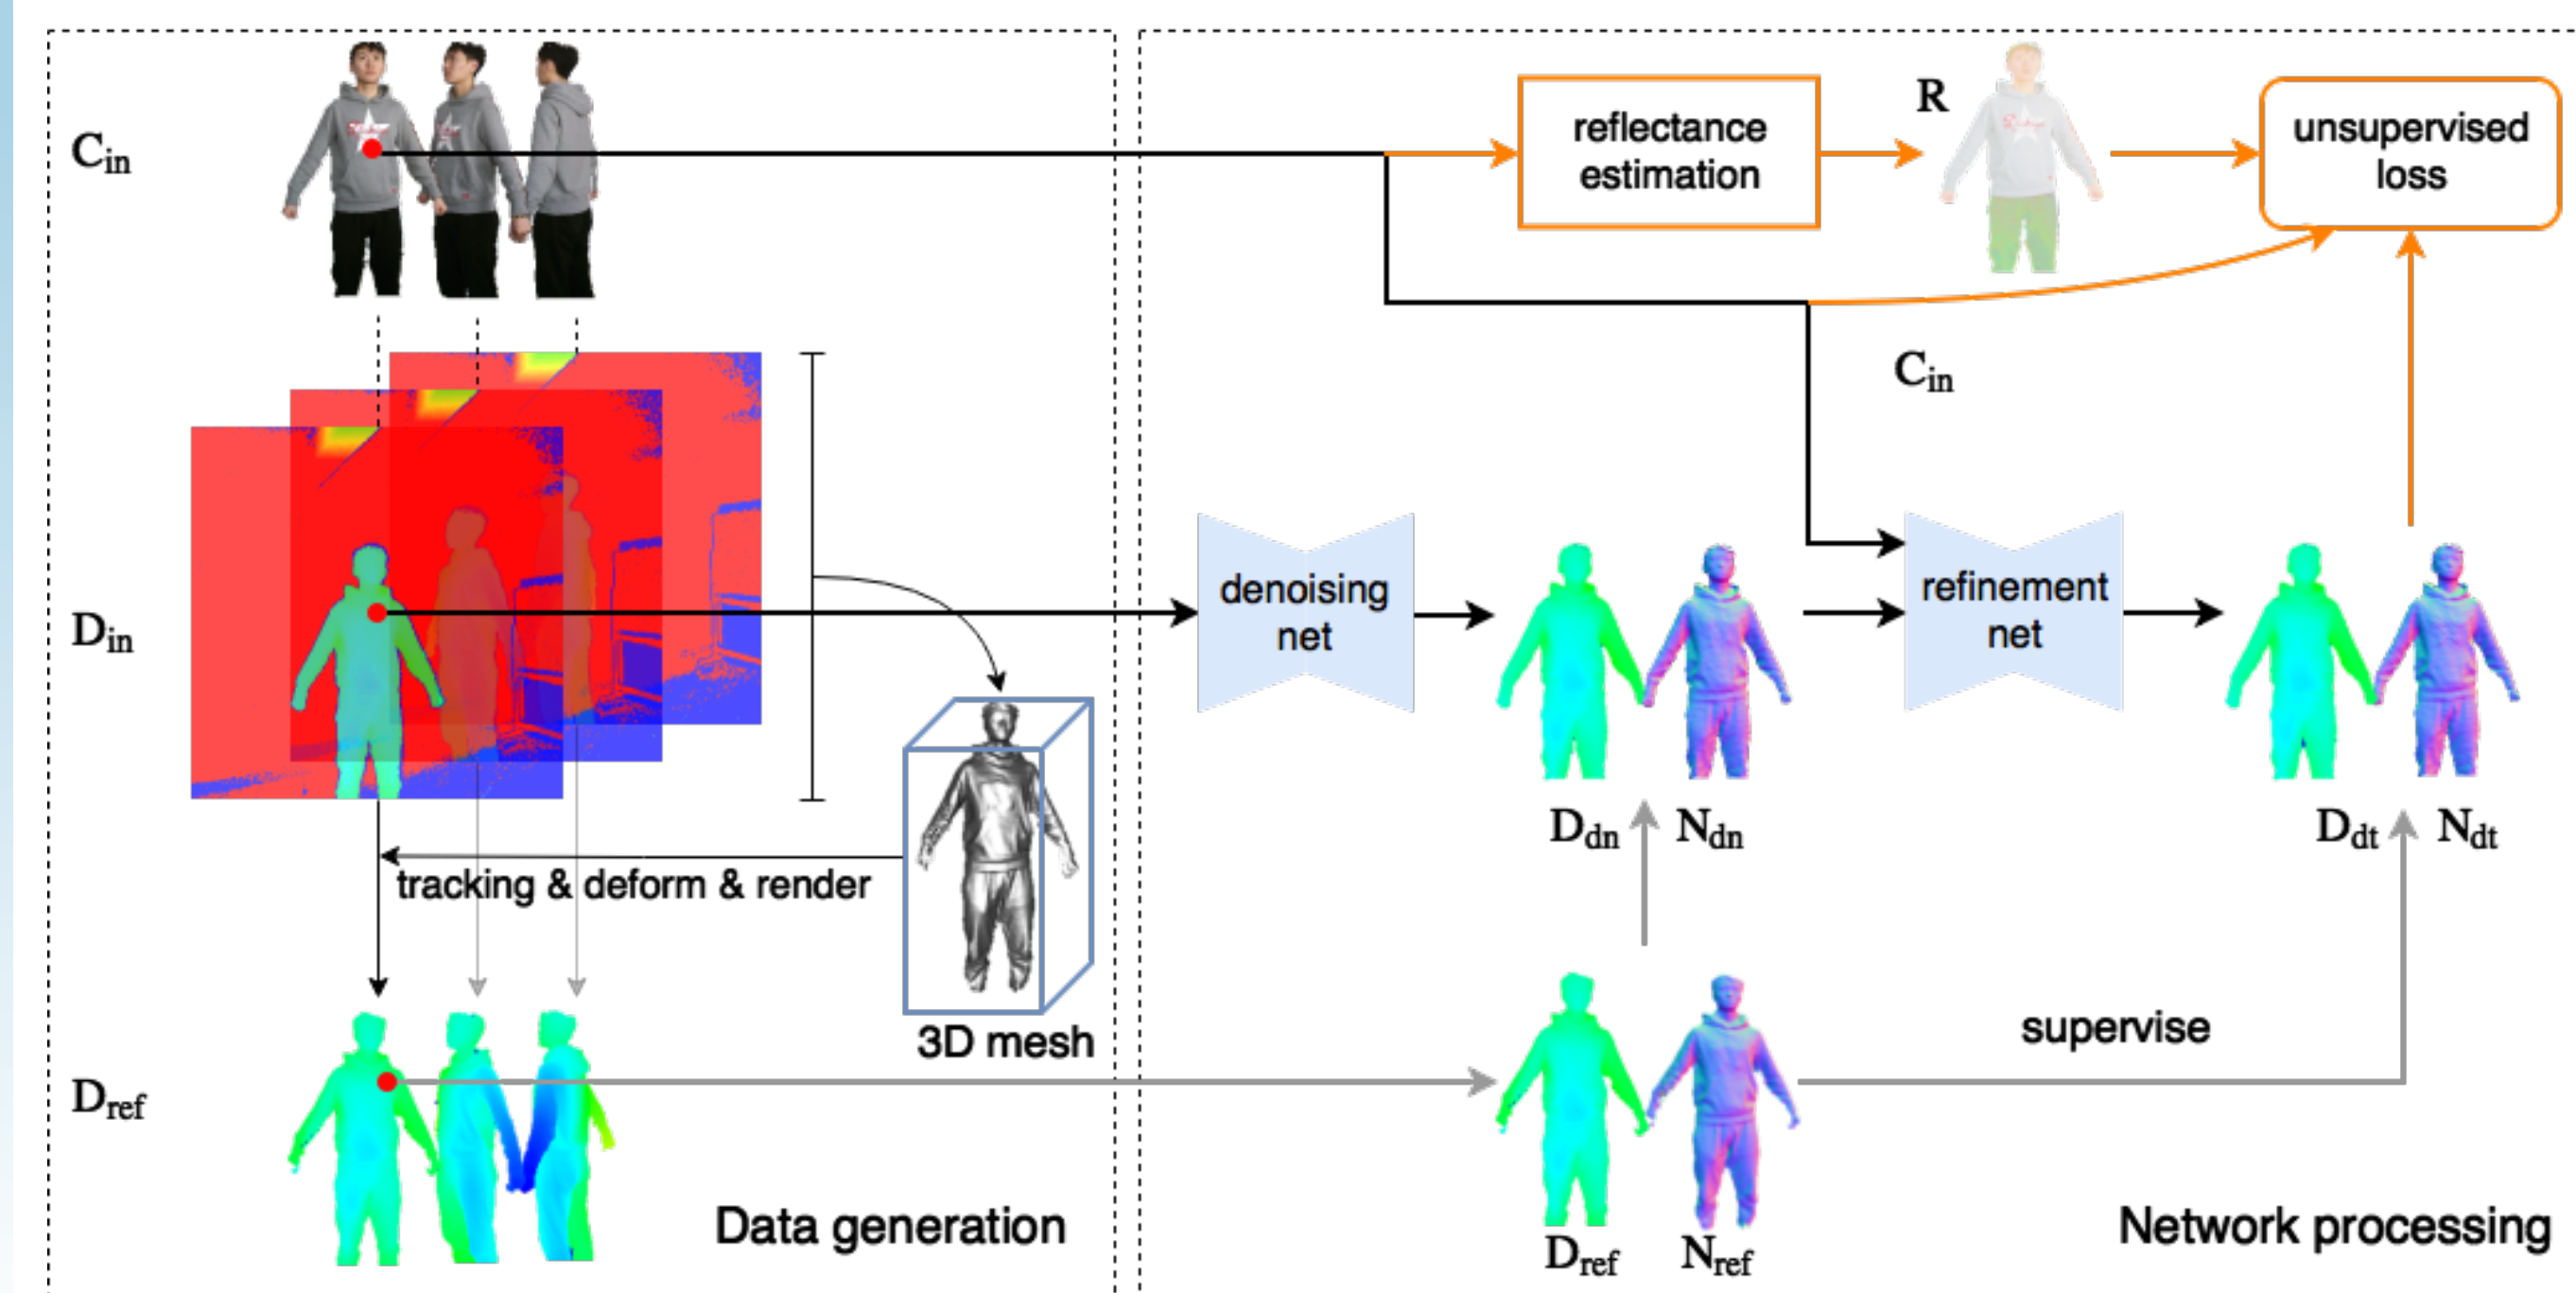 C_in
reflectance
estimation
R
unsupervised
loss
C_in
D_in
denoising
net
refinement
net
D_dn N_dn
D_dt N_dt
tracking & deform & render
3D mesh
supervise
D_ref
Data generation
D_ref N_ref
Network processing